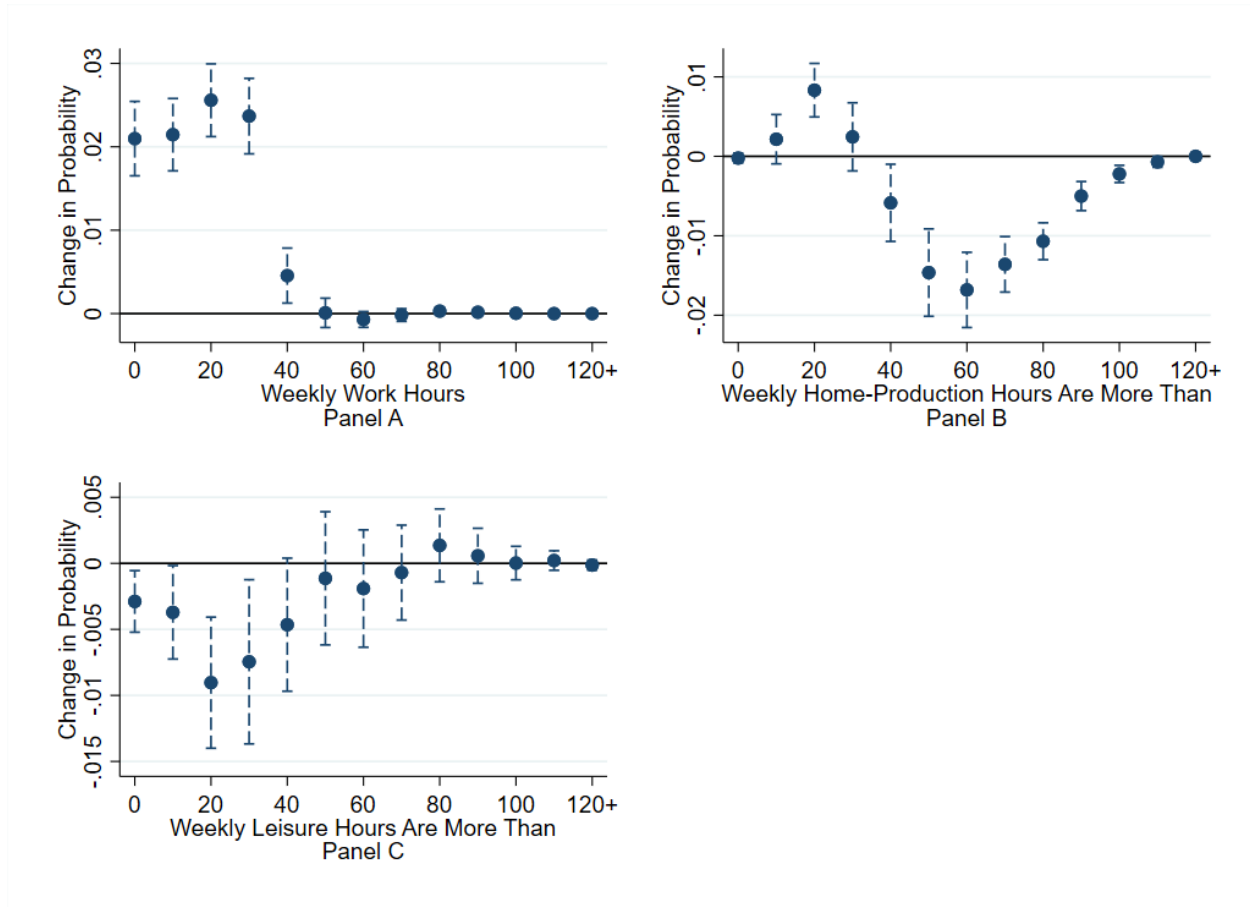 Change in Probability
.03
.02
.01
0
0 20 40 60 80 100 120+
Weekly Work Hours
Panel A
Change in Probability
.01
0
-.01
-.02
0 20 40 60 80 100 120+
Weekly Home-Production Hours Are More Than
Panel B
Change in Probability
.005
0
-.005
-.01
-.015
0 20 40 60 80 100 120+
Weekly Leisure Hours Are More Than
Panel C